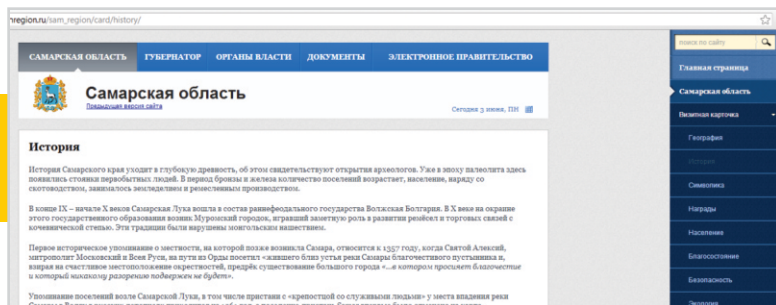 region.ru/sam_region/card/history/
поиск по сайту
САМАРСКАЯ ОБЛАСТЬ ГУБЕРНАТОР ОРГАНЫ ВЛАСТИ ДОКУМЕНТЫ ЭЛЕКТРОННОЕ ПРАВИТЕЛЬСТВО
Главная страница
Самарская область
Самарская область
Предыдущая версия сайта
Сегодня 3 июня, ПН
Визитная карточка
География
История
Символика
Награды
Население
Благосостояние
Безопасность
Экология
История
История Самарского края уходит в глубокую древность, об этом свидетельствуют открытия археологов. Уже в эпоху палеолита здесь
появились стоянки первобытных людей. В период бронзы и железа количество поселений возрастает, население, наряду со
скотоводством, занималось земледелием и ремесленным производством.
В конце IX – начале X веков Самарская Лука вошла в состав раннефеодального государства Волжская Болгария. В X веке на окраине
этого государственного образования возник Муромский городок, игравший заметную роль в развитии ремёсел и торговых связей с
кочевнической степью. Эти традиции были нарушены монгольским нашествием.
Первое историческое упоминание о местности, на которой позже возникла Самара, относится к 1357 году, когда Святой Алексий,
митрополит Московский и Всея Руси, на пути из Орды посетил «жившего близ устья реки Самары благочестивого пустынника и,
взирая на счастливое местоположение окрестностей, предрёк существование большого города «...в котором просияет благочестие
и который никакому разорению подвержен не будет».
Упоминание поселений возле Самарской Луки, в том числе пристани с «крепостцой со служивыми людьми» у места впадения реки